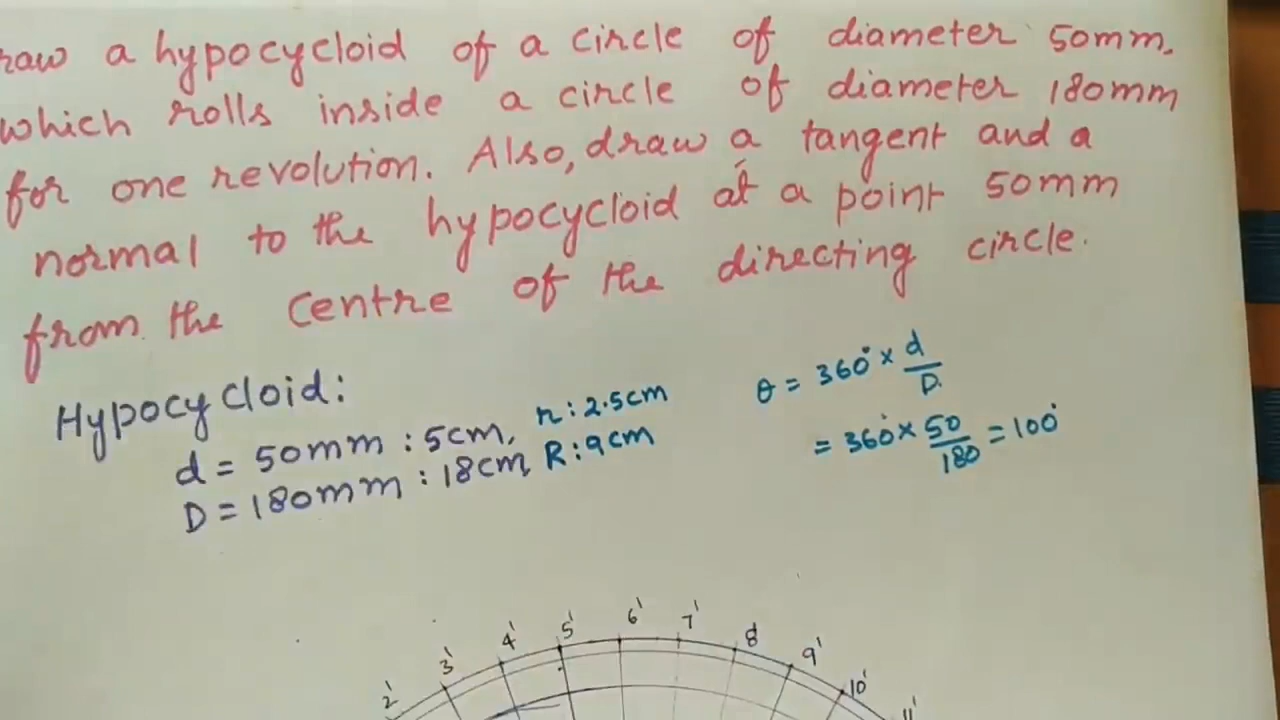 raw a hypocycloid of a circle of diameter 50mm.
which rolls inside a circle of diameter 180mm
for one revolution. Also, draw a tangent and a
normal to the hypocycloid at a point 50mm
from the centre of the directing circle.
Hypocycloid:
d = 50mm : 5cm, r : 2.5cm
D = 180mm : 18cm, R : 9cm
θ = 360° × d/D
= 360° × 50/180 = 100°
2' 3' 4' 5' 6' 7' 8' 9' 10' 11'